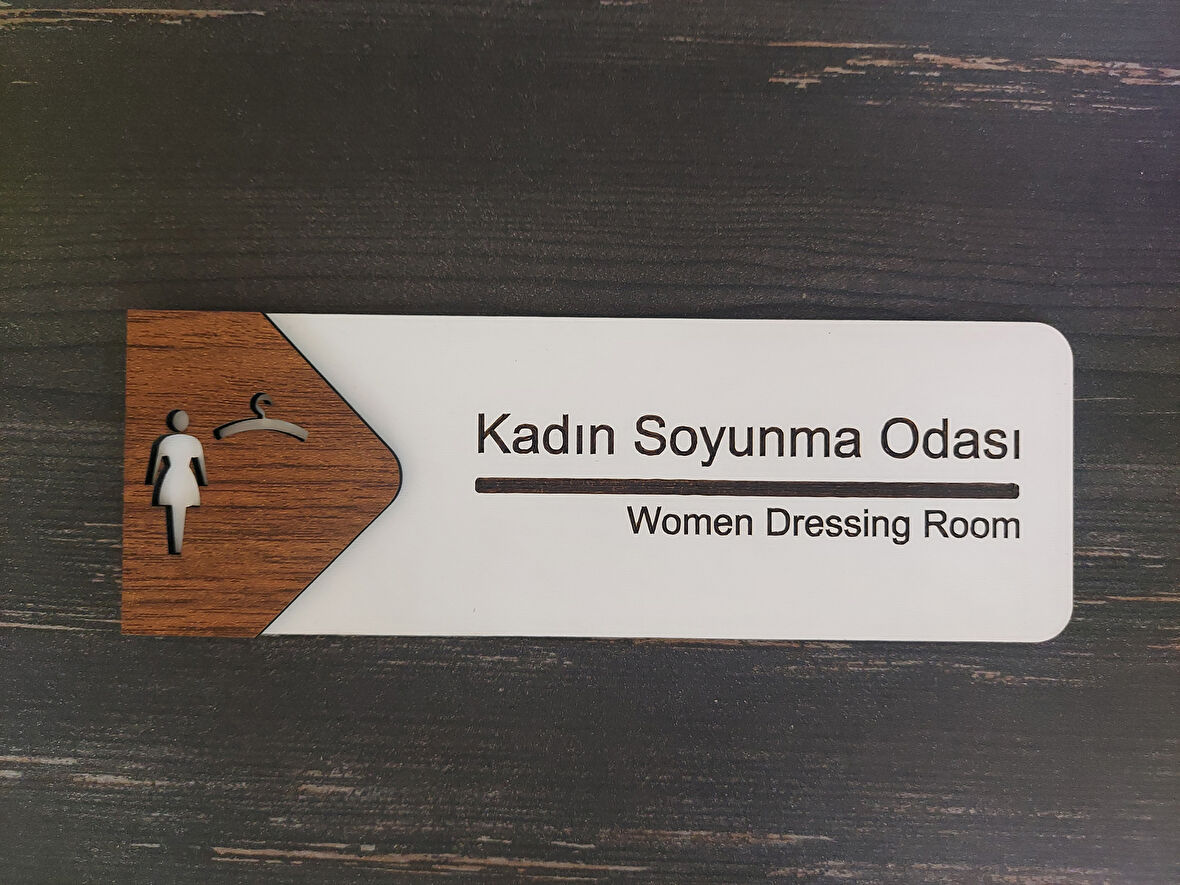 Kadın Soyunma Odası
Women Dressing Room